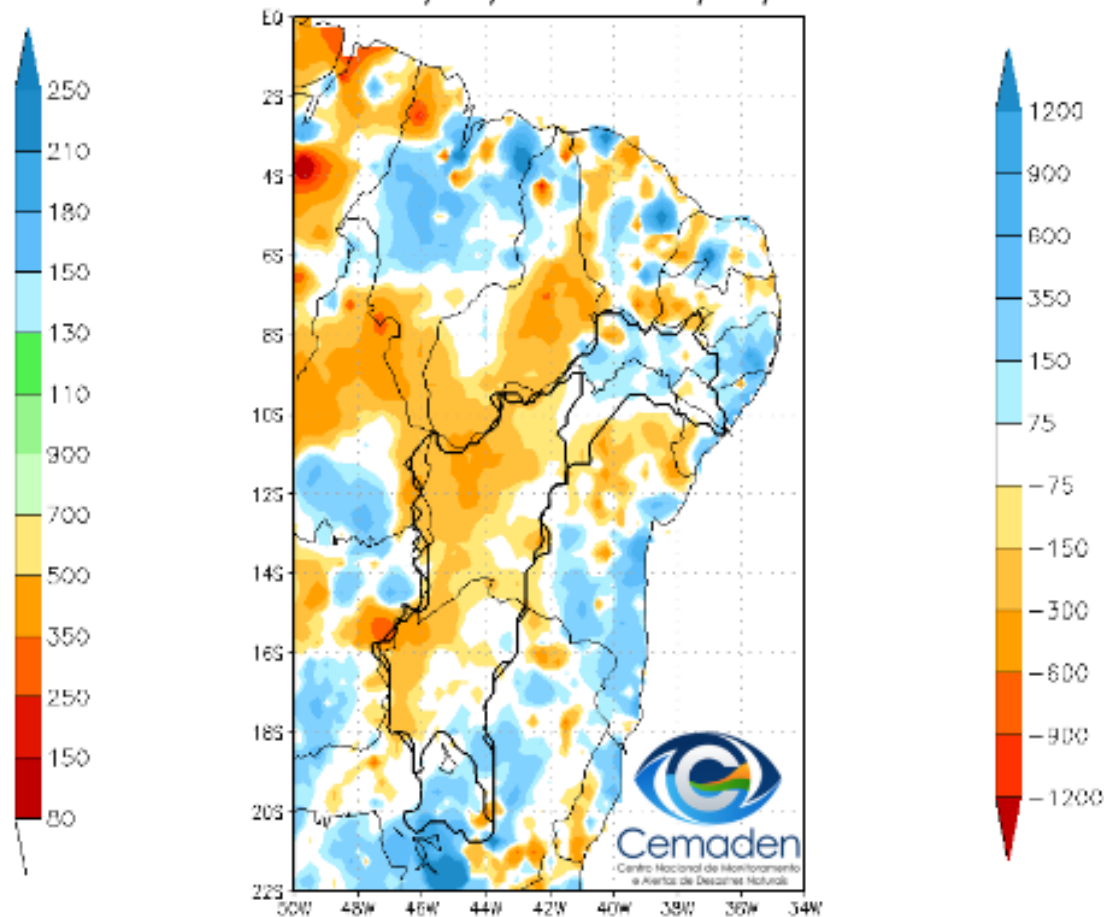 250
210
180
150
130
110
900
700
500
350
250
150
80
EQ
2S
4S
6S
8S
10S
12S
14S
16S
18S
20S
22S
50W
48W
46W
44W
42W
40W
38W
36W
34W
Cemaden
Centro Nacional de Monitoramento
e Alertas de Desastres Naturais
1200
900
600
350
150
75
-75
-150
-300
-600
-900
-1200